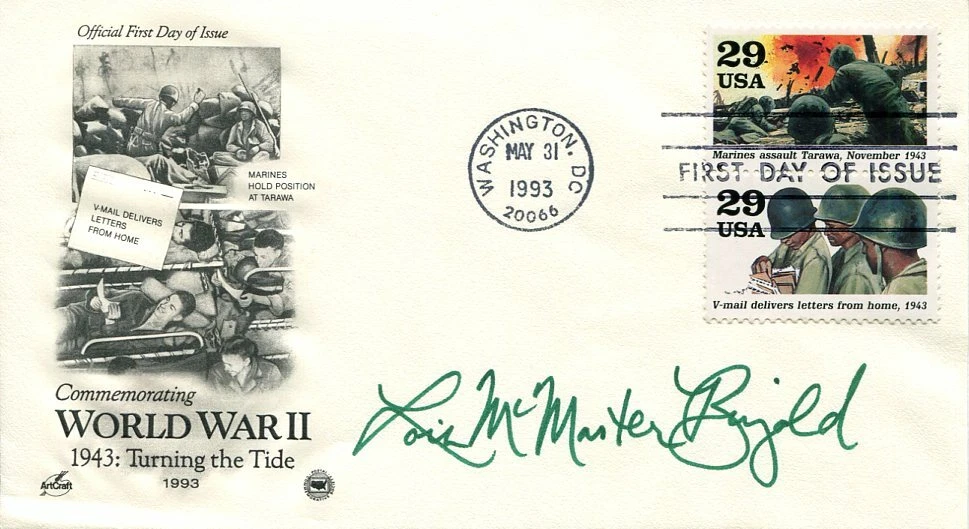 Official First Day of Issue
MARINES
HOLD POSITION
AT TARAWA
V-MAIL DELIVERS
LETTERS
FROM HOME
Commemorating
WORLD WAR II
1943: Turning the Tide
1993
ArtCraft
WASHINGTON, DC
MAY 31
1993
20066
29
USA
Marines assault Tarawa, November 1943
FIRST DAY OF ISSUE
29
USA
V-mail delivers letters from home, 1943
Lois McMaster Bujold